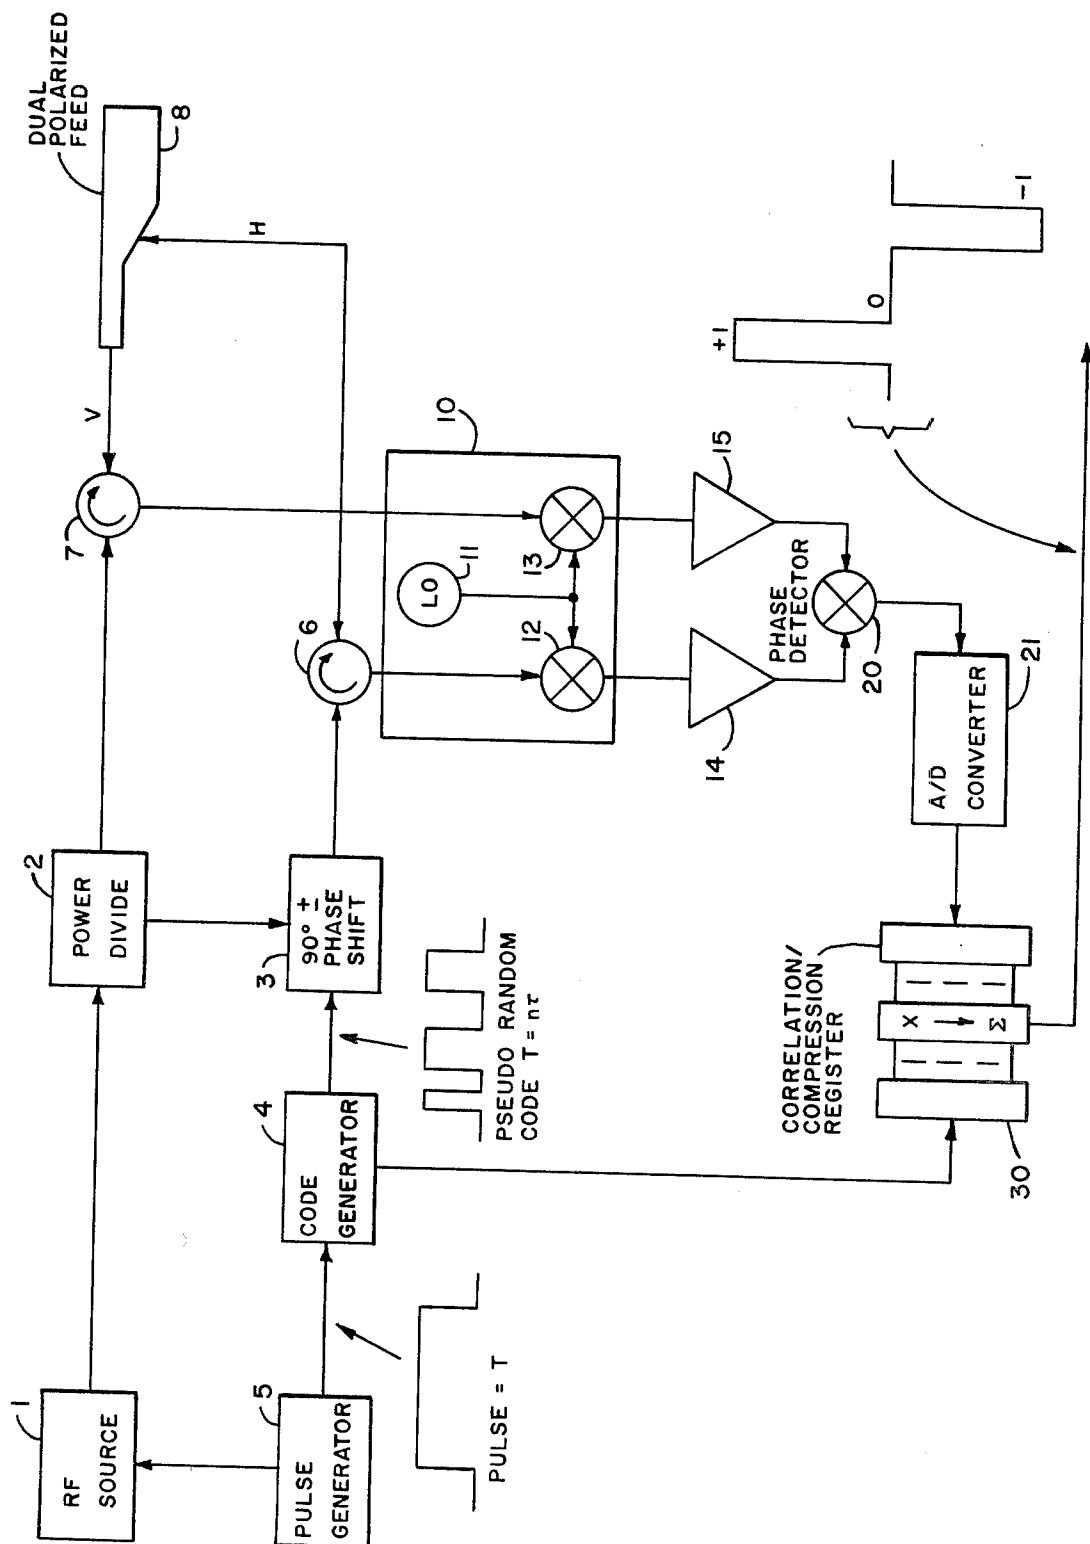 1
RF
SOURCE
5
PULSE
GENERATOR
PULSE = T
2
POWER
DIVIDE
3
90° ±
PHASE
SHIFT
4
CODE
GENERATOR
PSEUDO RANDOM
CODE T = nτ
DUAL
POLARIZED
FEED
8
V
H
7
6
10
LO
11
12
13
14
15
PHASE
DETECTOR
20
A/D
CONVERTER
21
CORRELATION/
COMPRESSION
REGISTER
X
Σ
30
+1
0
-1